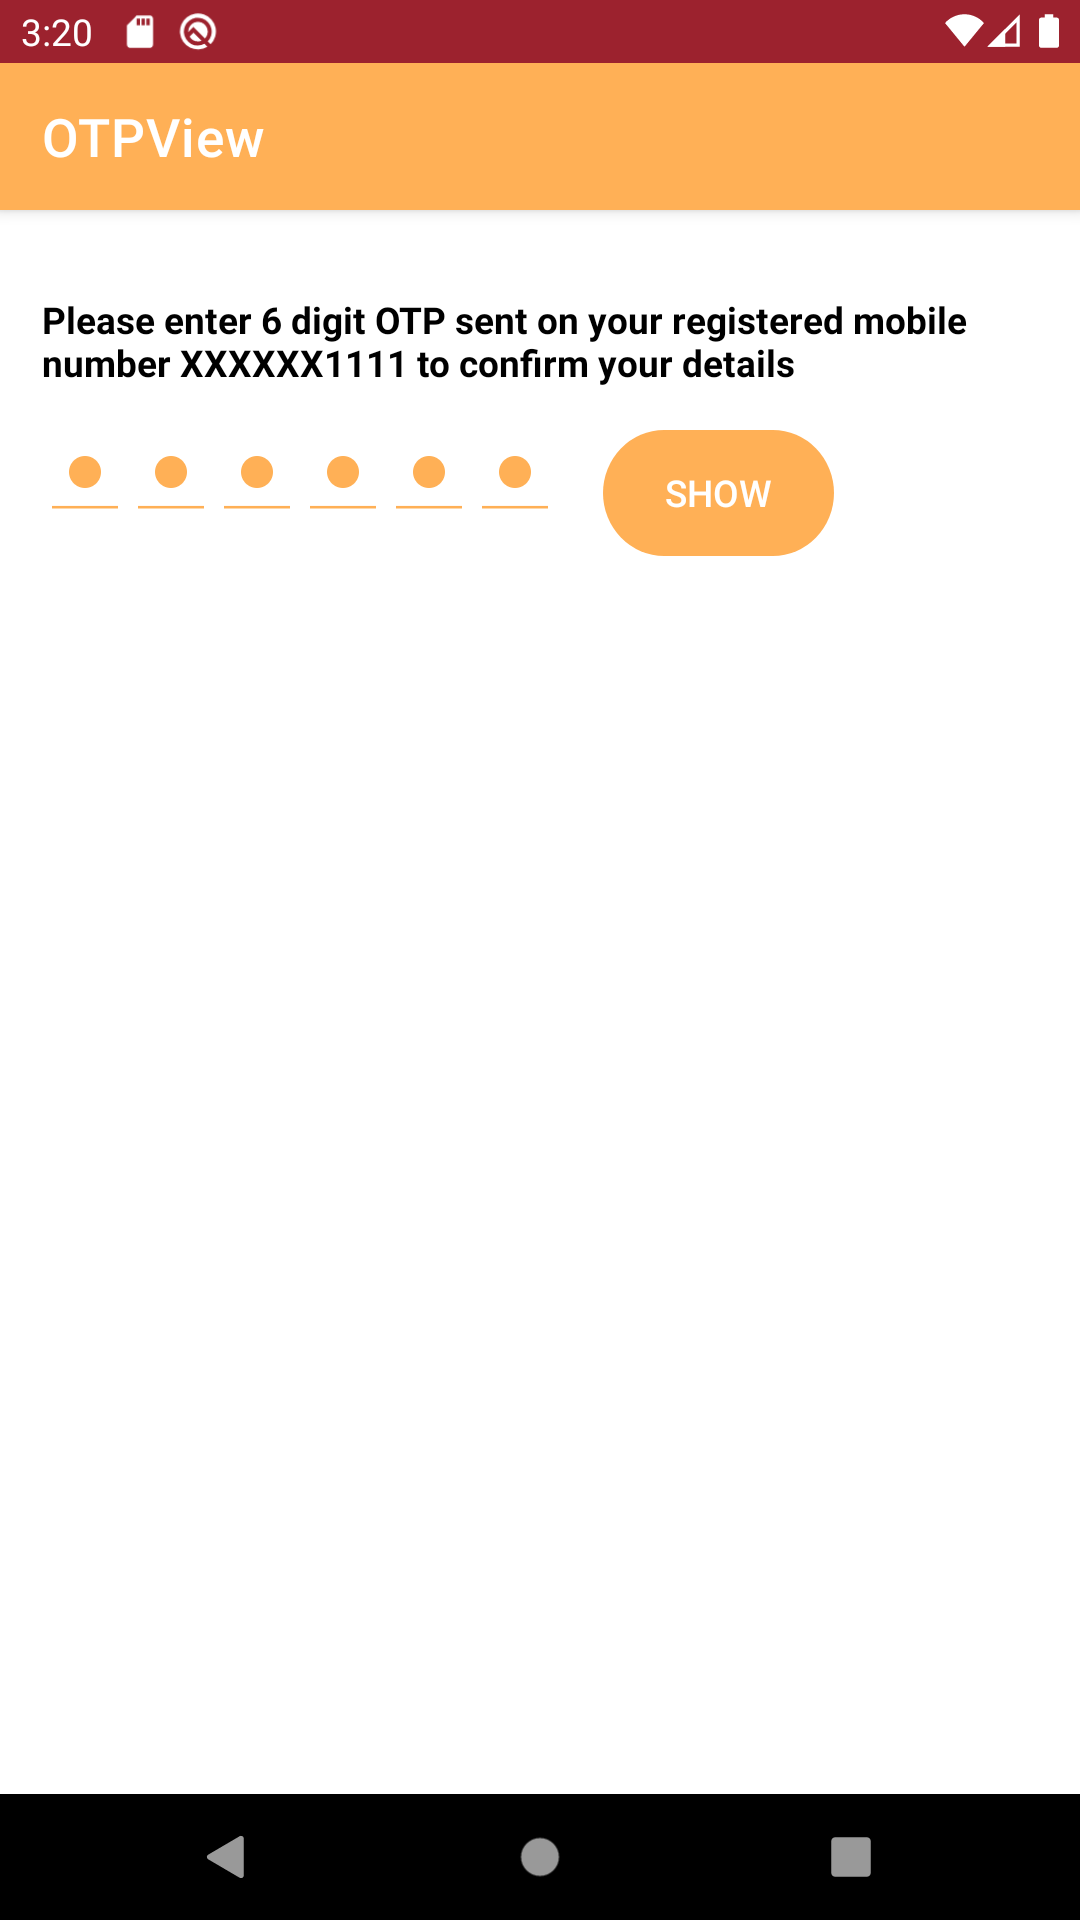 3:20
OTPView
Please enter 6 digit OTP sent on your registered mobile
number XXXXXX1111 to confirm your details
SHOW